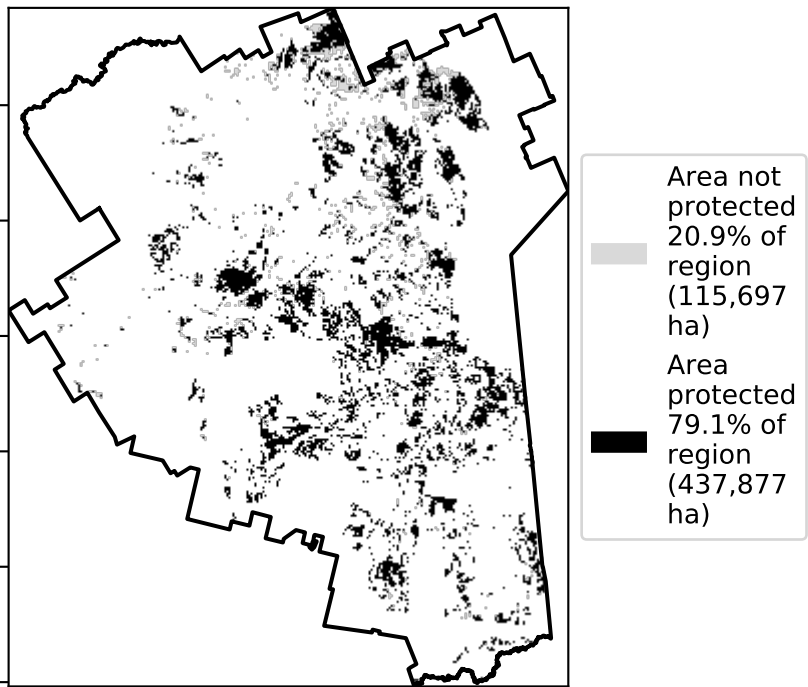 Area not
protected
20.9% of
region
(115,697
ha)
Area
protected
79.1% of
region
(437,877
ha)